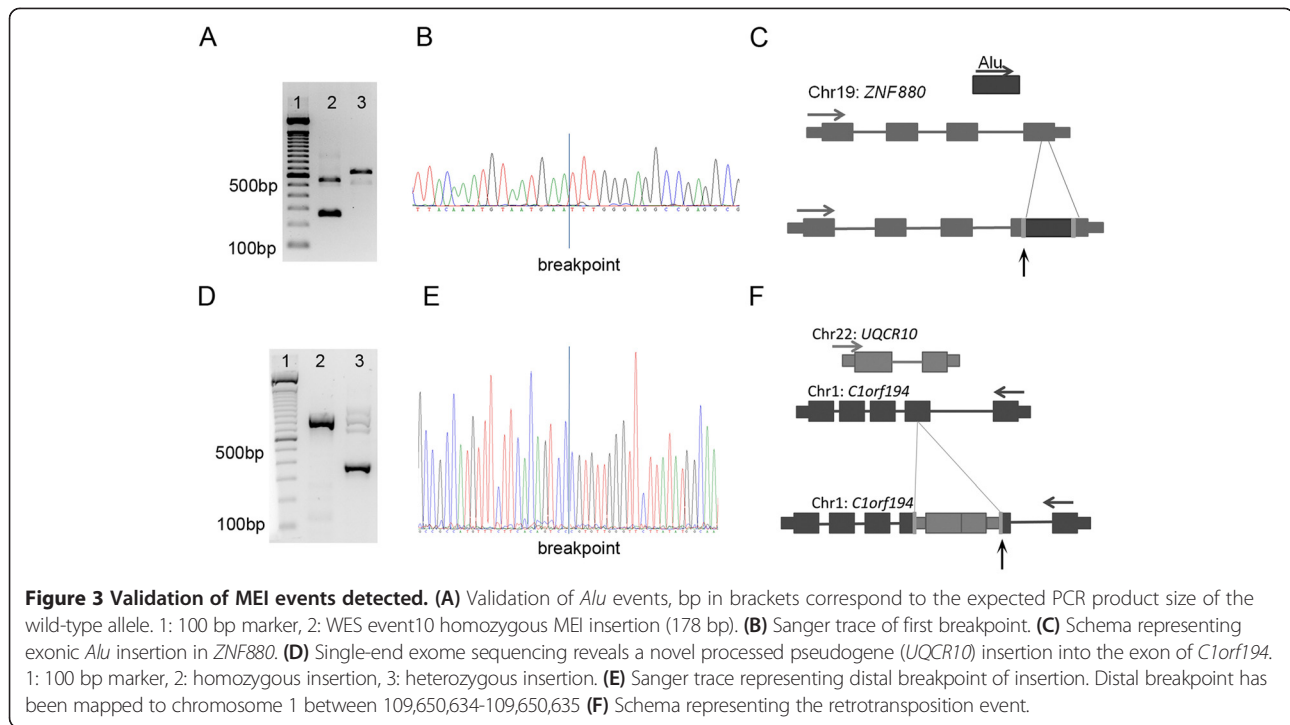 A
B
C
1 2 3
500bp
100bp
T T A C A A A T G T A A T G A A T T T G G G A G G C C G A G G C G
breakpoint
Alu
Chr19: ZNF880
D
E
F
1 2 3
500bp
100bp
breakpoint
Chr22: UQCR10
Chr1: C1orf194
Chr1: C1orf194
Figure 3 Validation of MEI events detected. (A) Validation of Alu events, bp in brackets correspond to the expected PCR product size of the
wild-type allele. 1: 100 bp marker, 2: WES event10 homozygous MEI insertion (178 bp). (B) Sanger trace of first breakpoint. (C) Schema representing
exonic Alu insertion in ZNF880. (D) Single-end exome sequencing reveals a novel processed pseudogene (UQCR10) insertion into the exon of C1orf194.
1: 100 bp marker, 2: homozygous insertion, 3: heterozygous insertion. (E) Sanger trace representing distal breakpoint of insertion. Distal breakpoint has
been mapped to chromosome 1 between 109,650,634-109,650,635 (F) Schema representing the retrotransposition event.